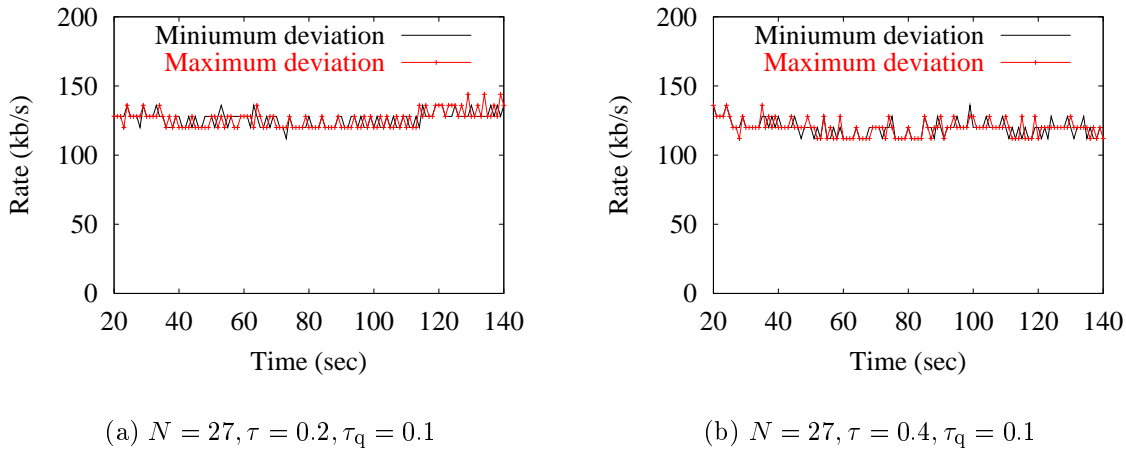 200
150
100
50
0
Rate (kb/s)
Miniumum deviation
Maximum deviation
20 40 60 80 100 120 140
Time (sec)
(a) N = 27, τ = 0.2, τq = 0.1
200
150
100
50
0
Rate (kb/s)
Miniumum deviation
Maximum deviation
20 40 60 80 100 120 140
Time (sec)
(b) N = 27, τ = 0.4, τq = 0.1